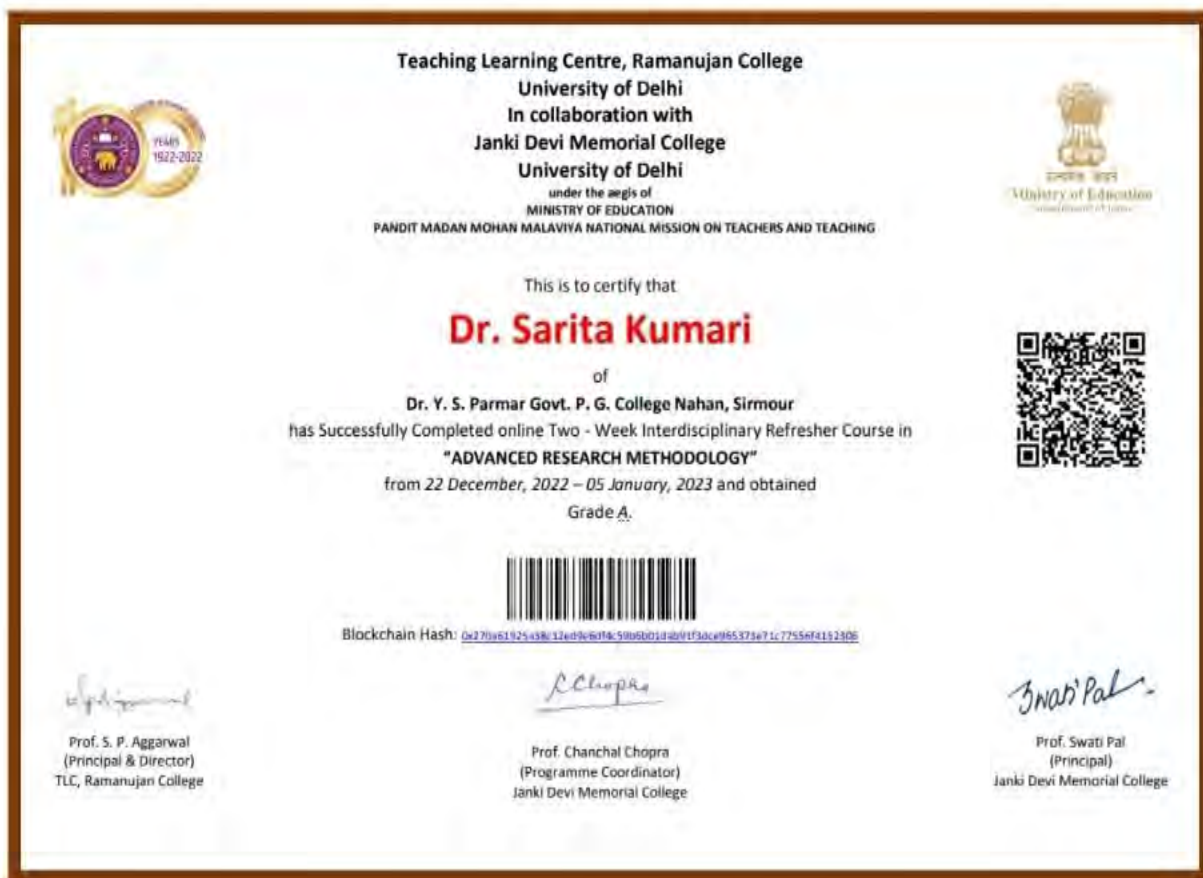 Teaching Learning Centre, Ramanujan College
University of Delhi
In collaboration with
Janki Devi Memorial College
University of Delhi
under the aegis of
MINISTRY OF EDUCATION
PANDIT MADAN MOHAN MALAVIYA NATIONAL MISSION ON TEACHERS AND TEACHING
YEARS
1922-2022
Ministry of Education
This is to certify that
Dr. Sarita Kumari
of
Dr. Y. S. Parmar Govt. P. G. College Nahan, Sirmour
has Successfully Completed online Two - Week Interdisciplinary Refresher Course in
"ADVANCED RESEARCH METHODOLOGY"
from 22 December, 2022 – 05 January, 2023 and obtained
Grade A.
Blockchain Hash:
CChopra
Swati Pal
Prof. S. P. Aggarwal
(Principal & Director)
TLC, Ramanujan College
Prof. Chanchal Chopra
(Programme Coordinator)
Janki Devi Memorial College
Prof. Swati Pal
(Principal)
Janki Devi Memorial College